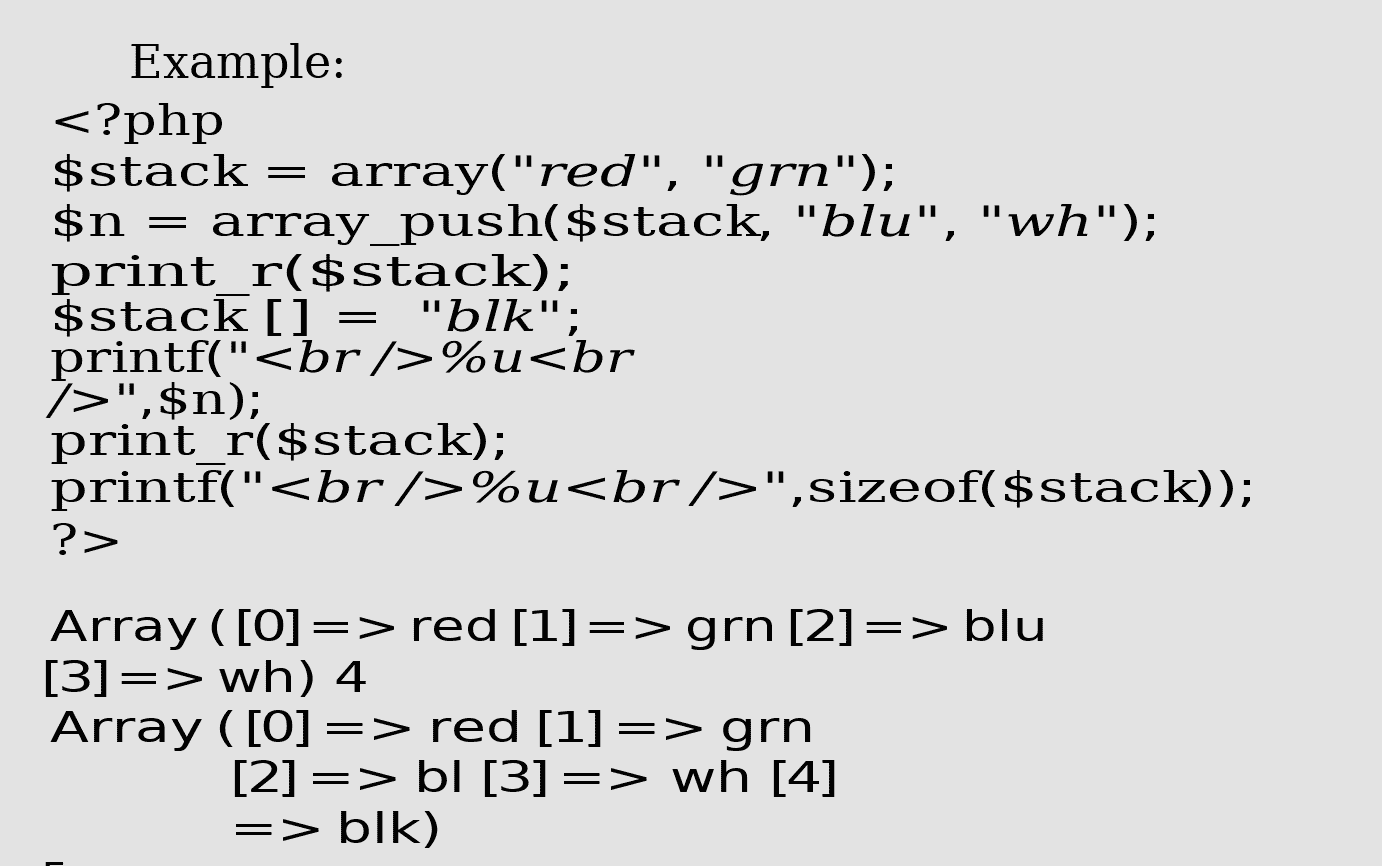 Example:
<?php
$stack = array("red", "grn");
$n = array_push($stack, "blu", "wh");
print_r($stack);
$stack [] = "blk";
printf("<br />%u<br
/>",$n);
print_r($stack);
printf("<br />%u<br />",sizeof($stack));
?>
Array ( [0] => red [1] => grn [2] => blu
[3] => wh) 4
Array ( [0] => red [1] => grn
[2] => bl [3] => wh [4]
=> blk)